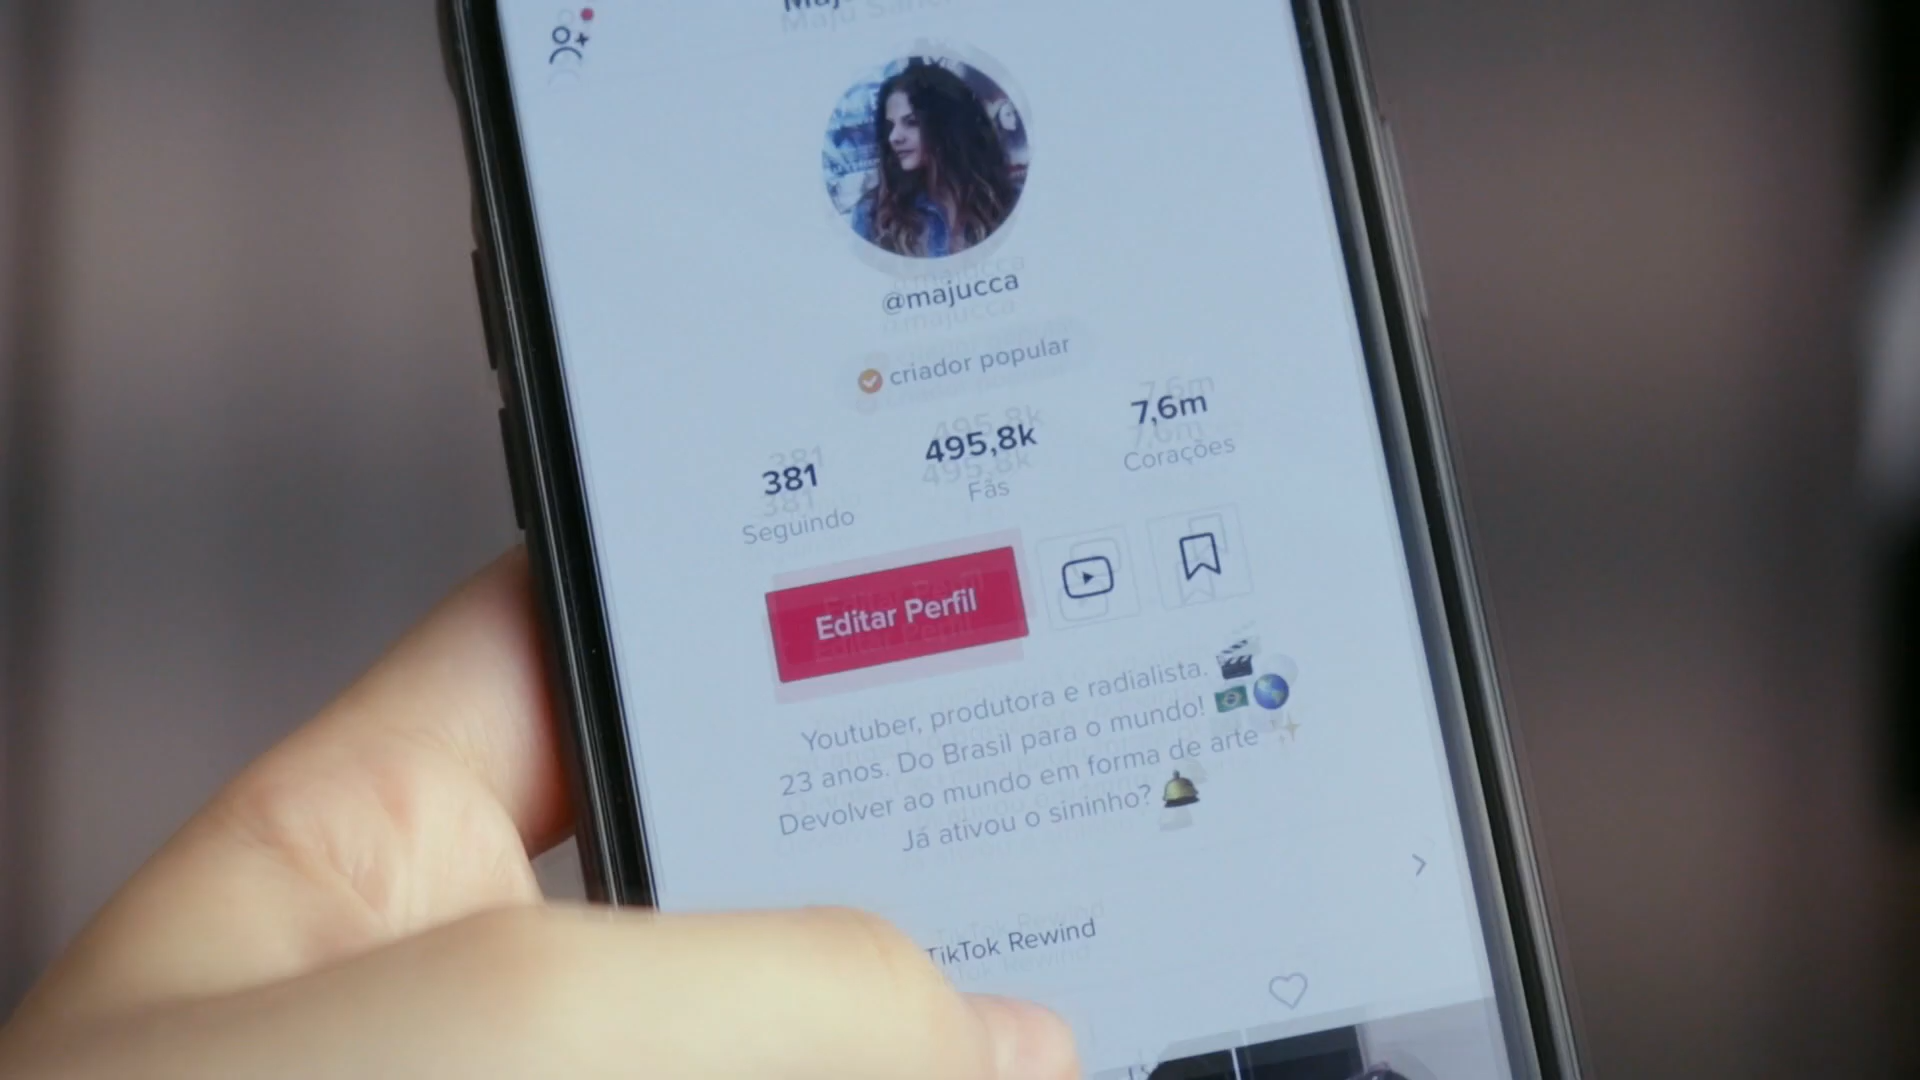 @majucca
criador popular
381
Seguindo
495,8k
Fãs
7,6m
Corações
Editar Perfil
Youtuber, produtora e radialista.
23 anos. Do Brasil para o mundo!
Devolver ao mundo em forma de arte
Já ativou o sininho?
TikTok Rewind